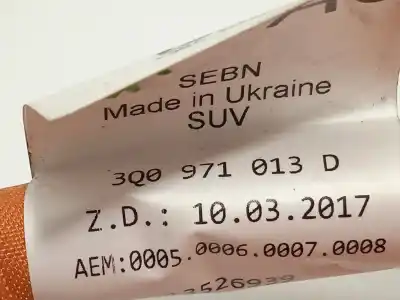 SEBN
Made in Ukraine
SUV
3Q0 971 013 D
Z.D.: 10.03.2017
AEM:0005.0006.0007.0008